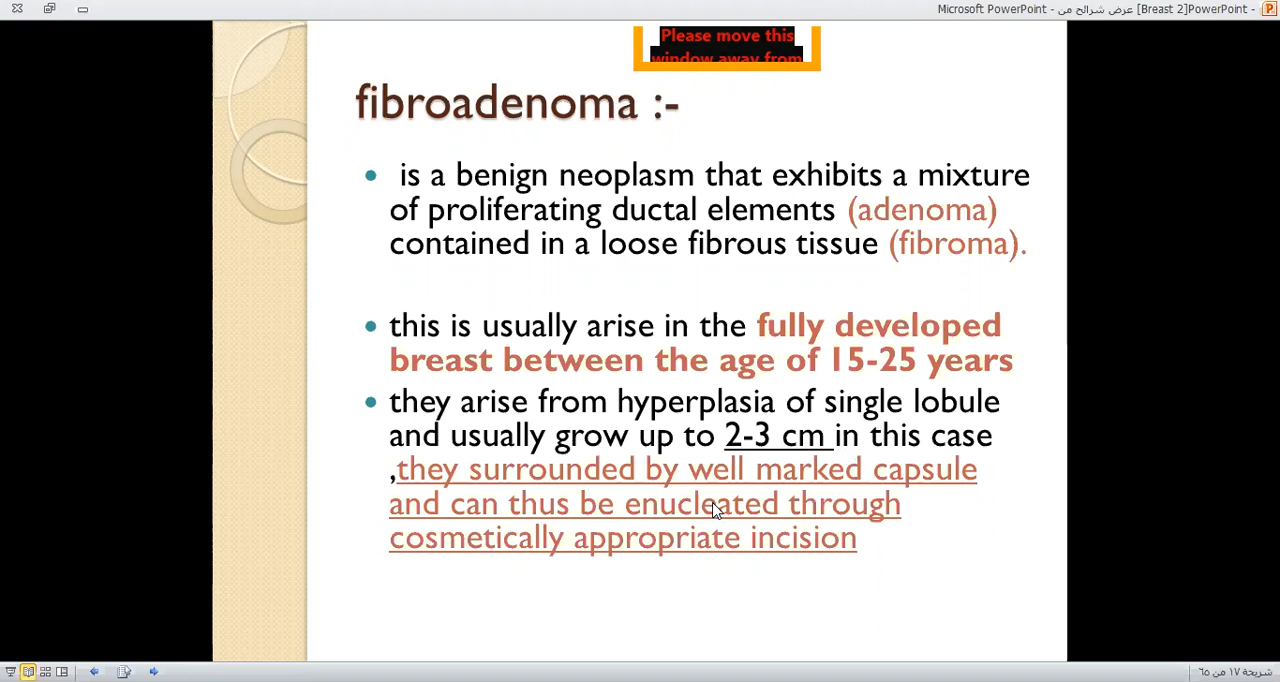 Microsoft PowerPoint - عرض شرائح من [Breast 2]PowerPoint -
Please move this
window away from
fibroadenoma :-
is a benign neoplasm that exhibits a mixture
of proliferating ductal elements (adenoma)
contained in a loose fibrous tissue (fibroma).
this is usually arise in the fully developed
breast between the age of 15-25 years
they arise from hyperplasia of single lobule
and usually grow up to 2-3 cm in this case
,they surrounded by well marked capsule
and can thus be enucleated through
cosmetically appropriate incision
شريحة ١٧ من ٦٥